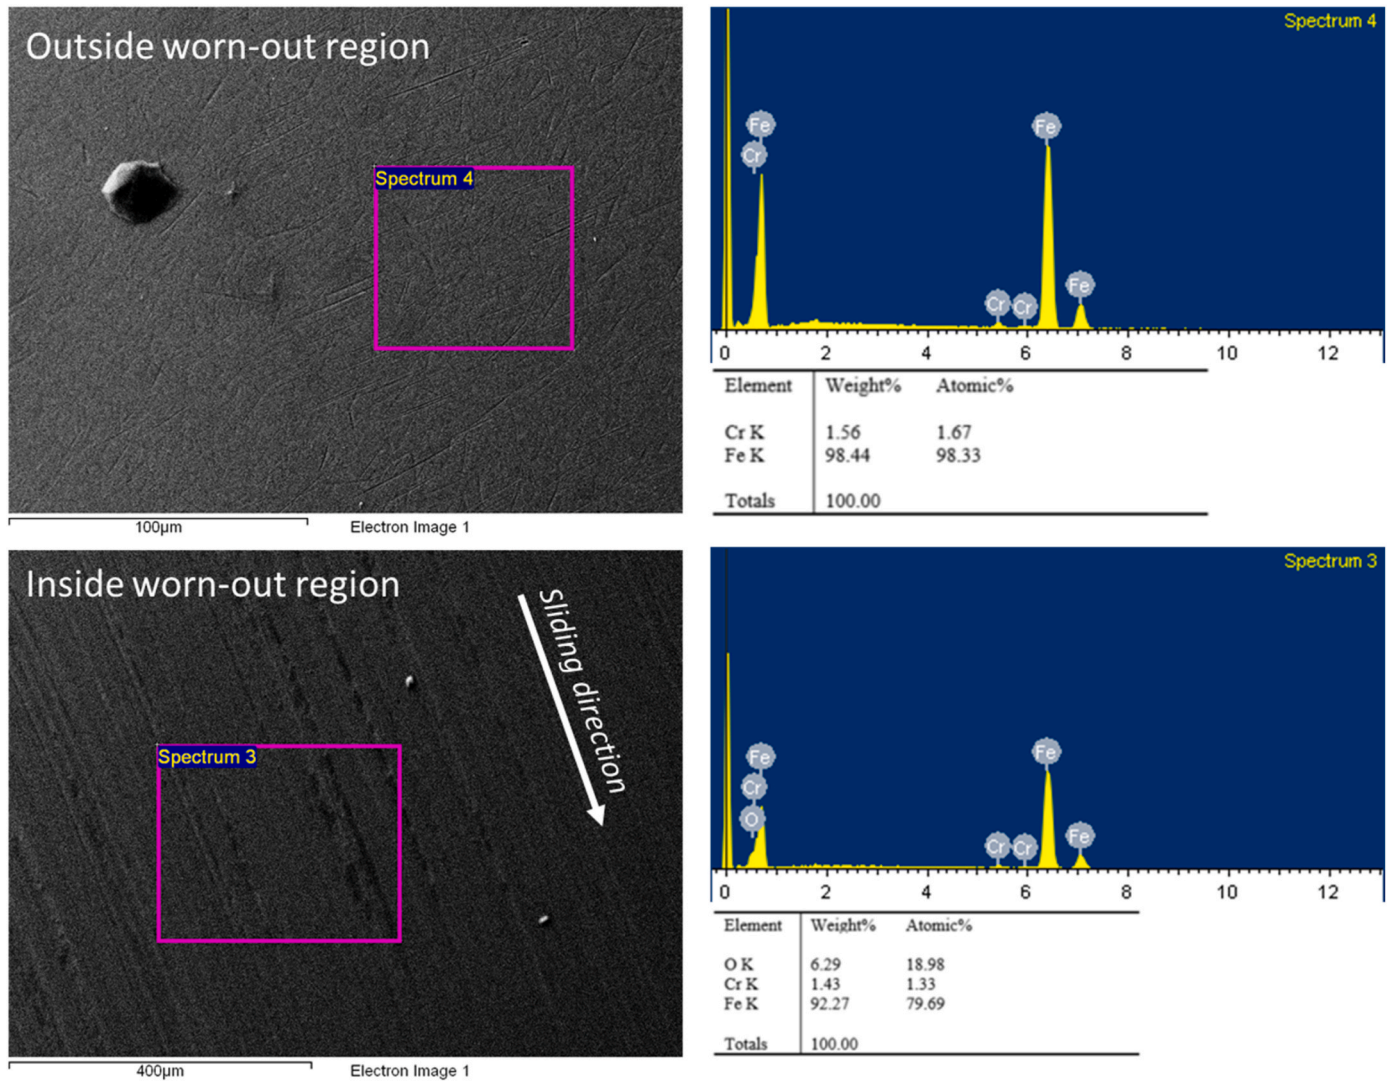 Outside worn-out region
Spectrum 4
100µm
Electron Image 1
Spectrum 4
Fe
Cr
Fe
Cr
Cr
Fe
0 2 4 6 8 10 12
Element Weight% Atomic%
Cr K 1.56 1.67
Fe K 98.44 98.33
Totals 100.00
Inside worn-out region
Sliding direction
Spectrum 3
400µm
Electron Image 1
Spectrum 3
Fe
Cr
O
Fe
Cr
Cr
Fe
0 2 4 6 8 10 12
Element Weight% Atomic%
O K 6.29 18.98
Cr K 1.43 1.33
Fe K 92.27 79.69
Totals 100.00